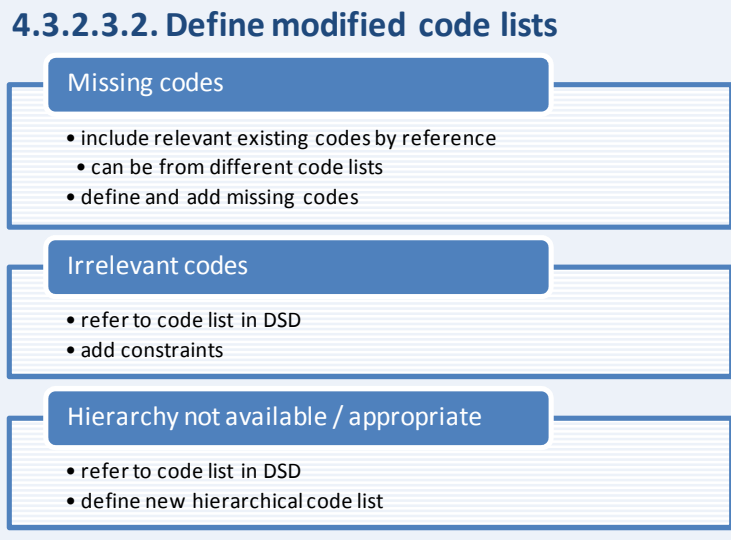 4.3.2.3.2. Define modified code lists
Missing codes
• include relevant existing codes by reference
• can be from different code lists
• define and add missing codes
Irrelevant codes
• refer to code list in DSD
• add constraints
Hierarchy not available / appropriate
• refer to code list in DSD
• define new hierarchical code list